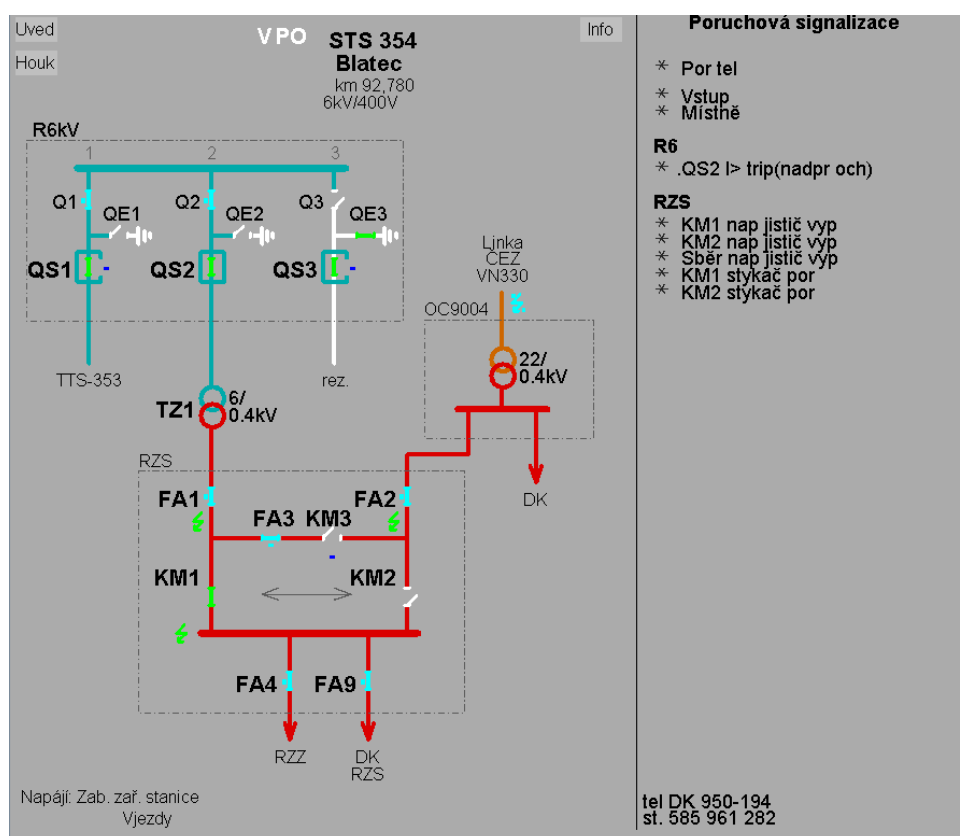 Uved
VPO
STS 354
Info
Poruchová signalizace
Houk
Blatec
km 92,780
6kV/400V
* Por tel
* Vstup
* Místně
R6kV
1 2 3
R6
* .QS2 I> trip(nadpr och)
Q1 QE1 Q2 QE2 Q3 QE3
RZS
* KM1 nap jistič vyp
* KM2 nap jistič vyp
* Sběr nap jistič vyp
* KM1 stykač por
* KM2 stykač por
QS1 QS2 QS3
Linka
ČEZ
VN330
OC9004
TTS-353
rez.
22/
0.4kV
TZ1
6/
0.4kV
RZS
DK
FA1
FA2
FA3 KM3
KM1
KM2
FA4 FA9
RZZ
DK
RZS
Napájí: Zab. zař. stanice
Vjezdy
tel DK 950-194
st. 585 961 282